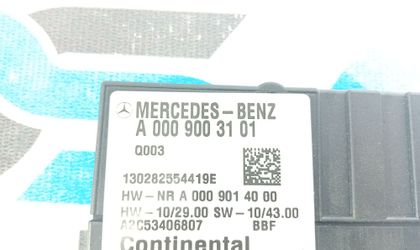 MERCEDES-BENZ
A 000 900 31 01
Q003
130282554419E
HW-NR A 000 901 40 00
HW-10/29.00 SW-10/43.00
A2C53406807 BBF
Continental